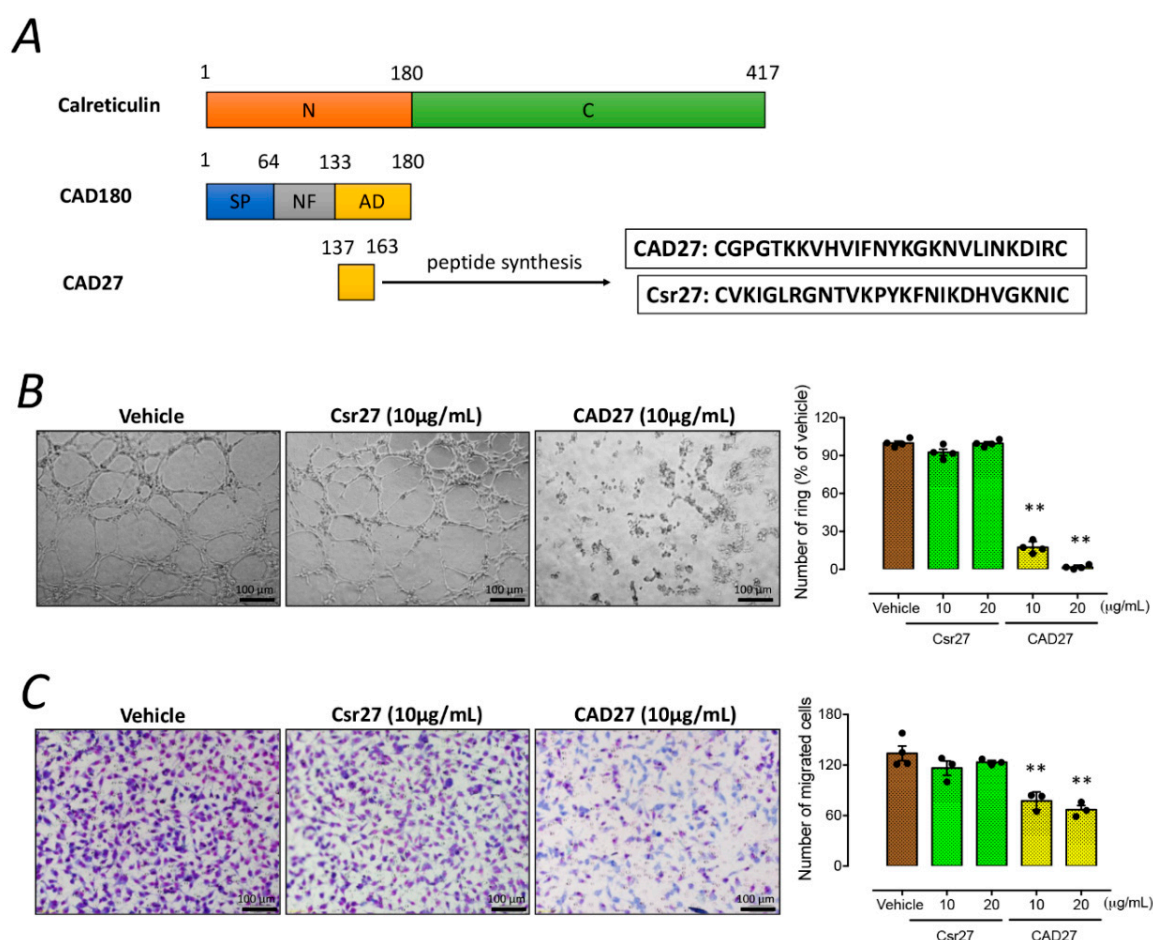 A
1 180 417
Calreticulin N C
1 64 133 180
CAD180 SP NF AD
137 163
CAD27 peptide synthesis
CAD27: CGPGTKKVHVIFNYKGKNVLINKDIRC
Csr27: CVKIGLRGNTVKPYKFNIKDHVGKNIC
B
Vehicle Csr27 (10μg/mL) CAD27 (10μg/mL)
100 μm 100 μm 100 μm
Number of ring (% of vehicle)
120
90
60
30
0
** **
Vehicle 10 20 10 20 (μg/mL)
Csr27 CAD27
C
Vehicle Csr27 (10μg/mL) CAD27 (10μg/mL)
100 μm 100 μm 100 μm
Number of migrated cells
180
120
60
0
** **
Vehicle 10 20 10 20 (μg/mL)
Csr27 CAD27